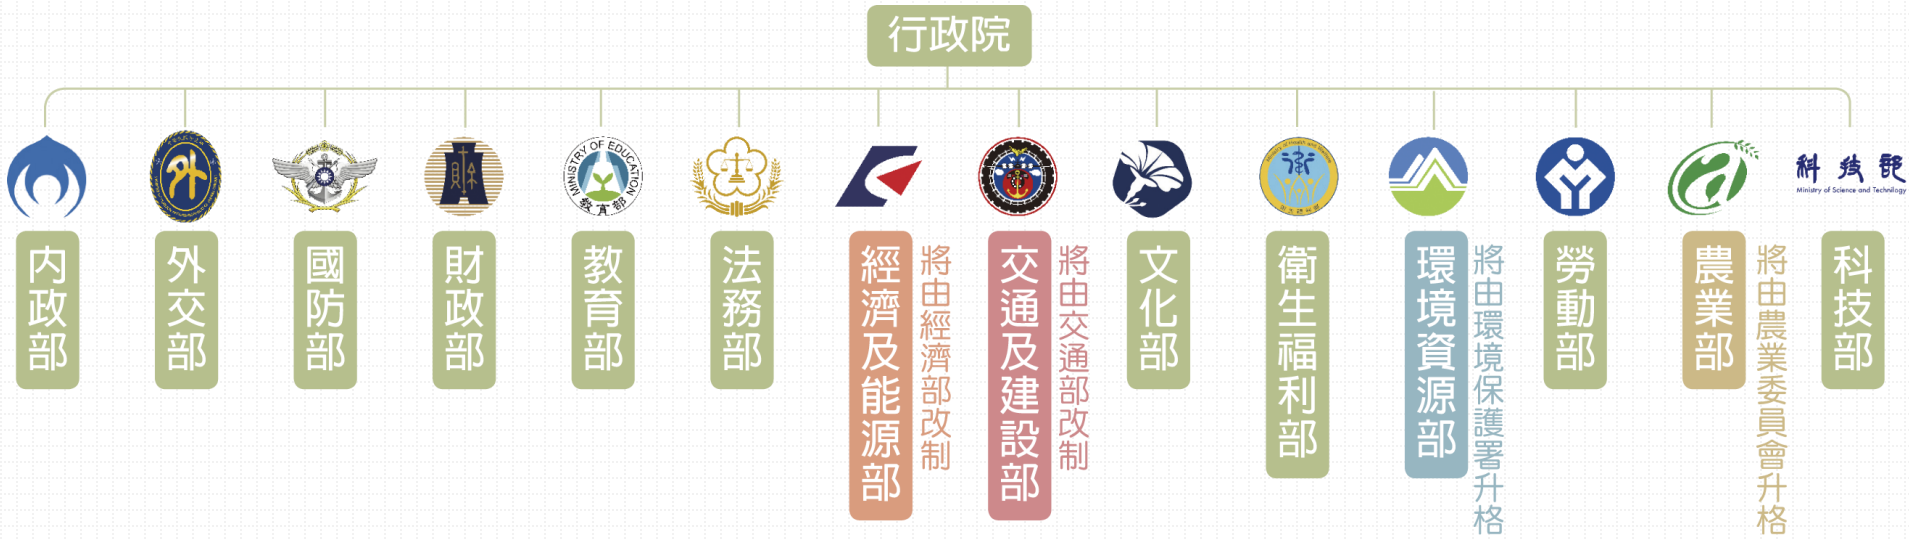 行政院
MINISTRY OF EDUCATION
教育部
科技部
Ministry of Science and Technilogy
內政部
外交部
國防部
財政部
教育部
法務部
經濟及能源部
將由經濟部改制
交通及建設部
將由交通部改制
文化部
衛生福利部
環境資源部
將由環境保護署升格
勞動部
農業部
將由農業委員會升格
科技部